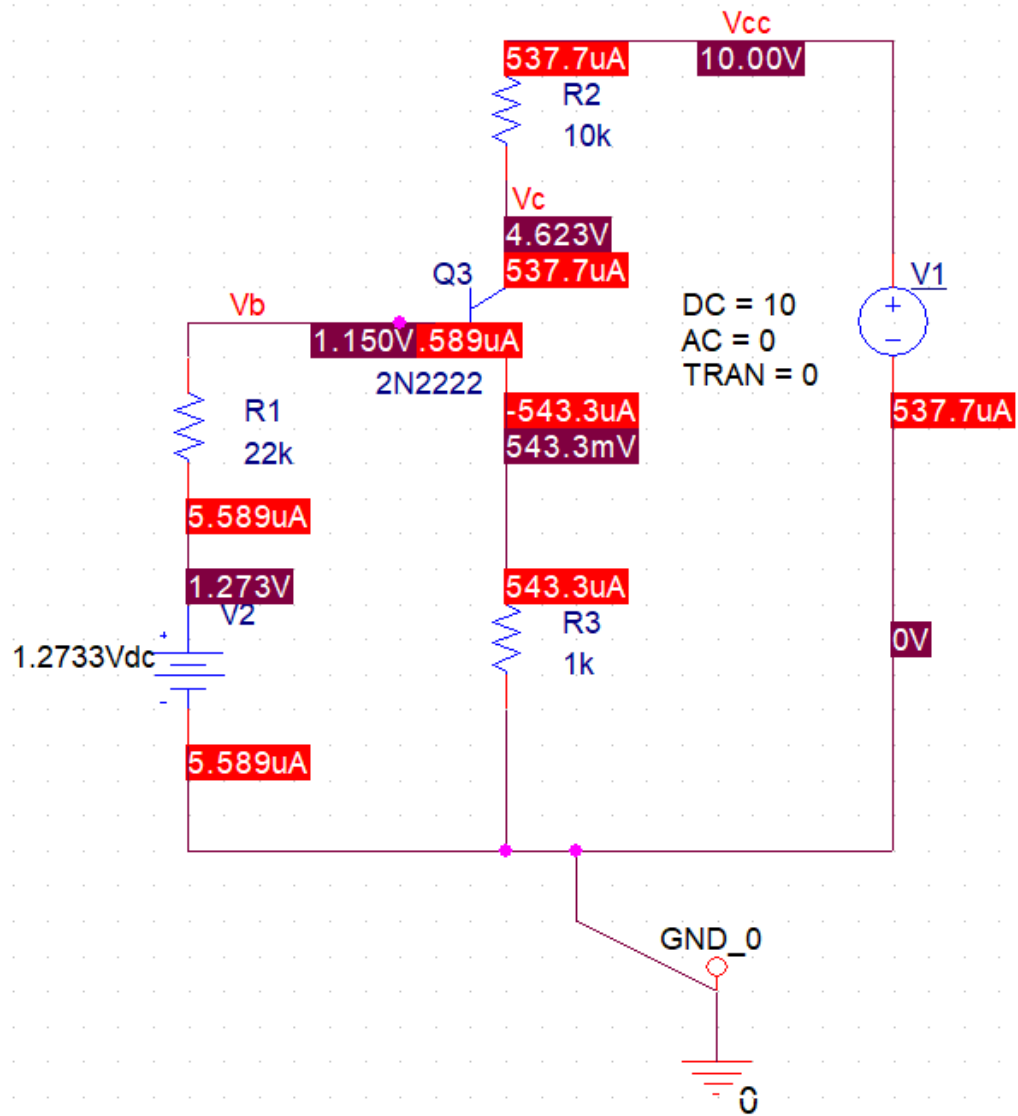 Vcc
537.7uA
10.00V
R2
10k
Vc
4.623V
Q3
537.7uA
V1
Vb
DC = 10
AC = 0
TRAN = 0
1.150V
.589uA
2N2222
R1
22k
-543.3uA
543.3mV
537.7uA
5.589uA
1.273V
V2
543.3uA
R3
1k
0V
+
-
1.2733Vdc
+
-
5.589uA
GND_0
0